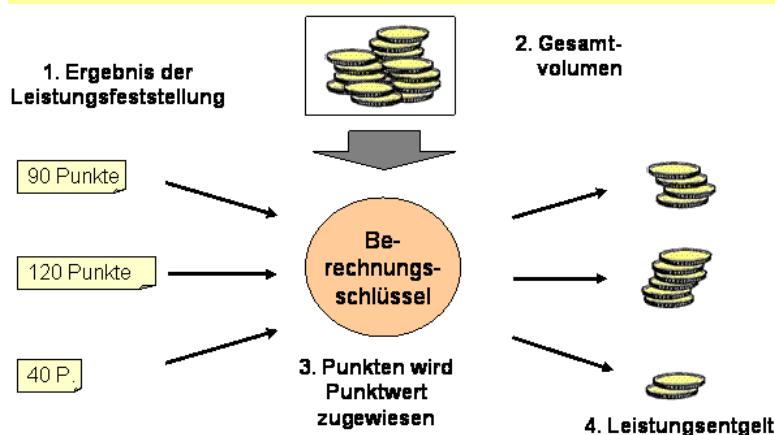 1. Ergebnis der
Leistungsfeststellung
2. Gesamt-
volumen
90 Punkte
120 Punkte
40 P.
Be-
rechnungs-
schlüssel
3. Punkten wird
Punktwert
zugewiesen
4. Leistungsentgelt